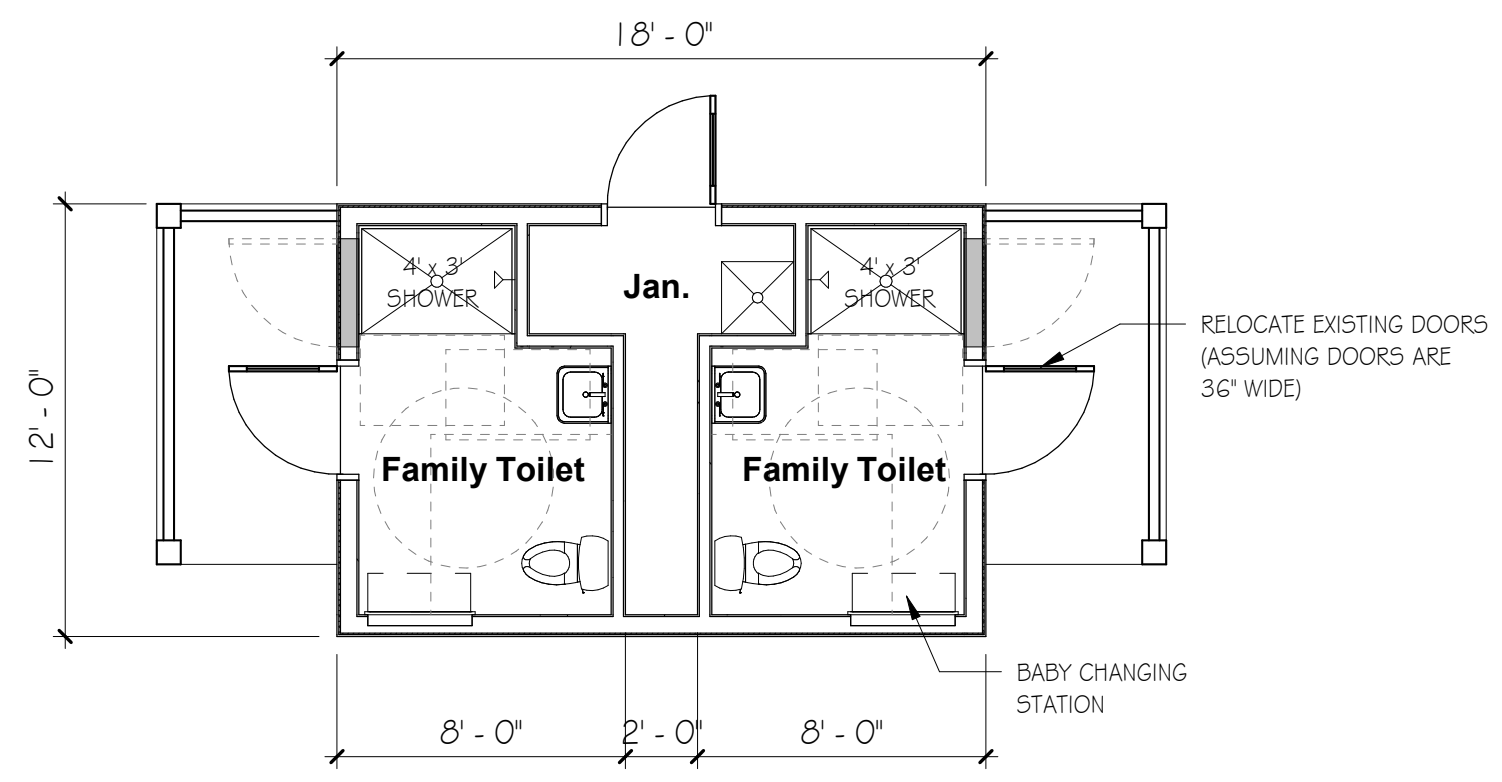 18' - 0"
12' - 0"
4' x 3'
SHOWER
Jan.
4' x 3'
SHOWER
RELOCATE EXISTING DOORS
(ASSUMING DOORS ARE
36" WIDE)
Family Toilet
Family Toilet
BABY CHANGING
STATION
8' - 0"
2' - 0"
8' - 0"